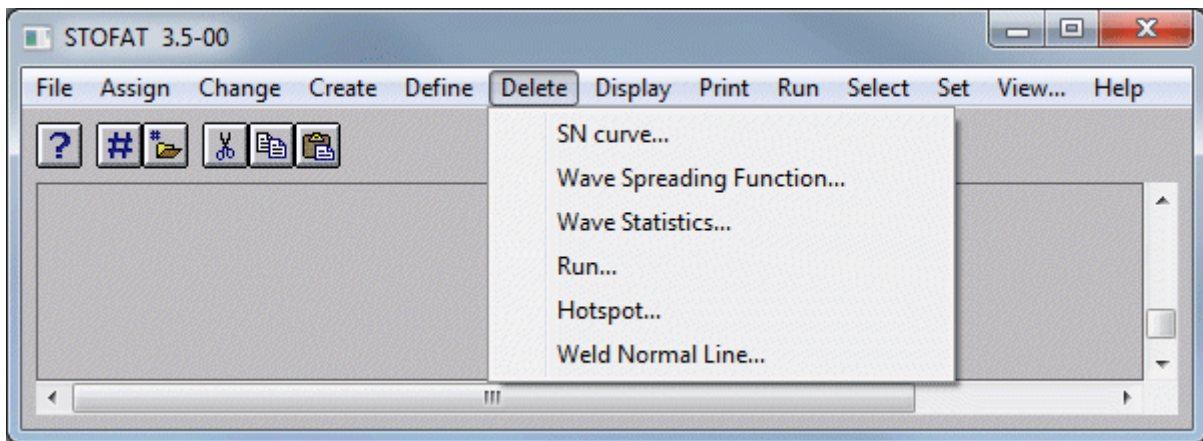 STOFAT 3.5-00
File Assign Change Create Define Delete Display Print Run Select Set View... Help
? # #
SN curve...
Wave Spreading Function...
Wave Statistics...
Run...
Hotspot...
Weld Normal Line...